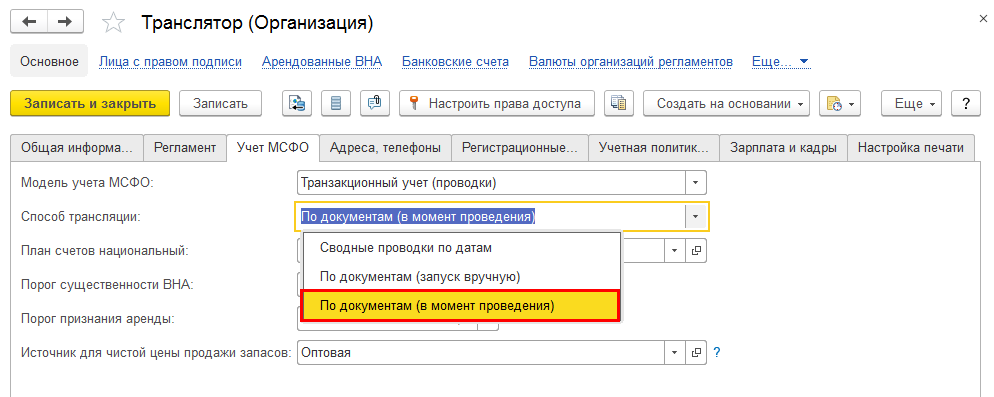 Транслятор (Организация)
Основное Лица с правом подписи Арендованные ВНА Банковские счета Валюты организаций регламентов Еще...
Записать и закрыть Записать Настроить права доступа Создать на основании Еще ?
Общая информа... Регламент Учет МСФО Адреса, телефоны Регистрационные... Учетная политик... Зарплата и кадры Настройка печати
Модель учета МСФО: Транзакционный учет (проводки)
Способ трансляции: По документам (в момент проведения)
План счетов национальный: Сводные проводки по датам
По документам (запуск вручную)
Порог существенности ВНА:
По документам (в момент проведения)
Порог признания аренды:
Источник для чистой цены продажи запасов: Оптовая ?